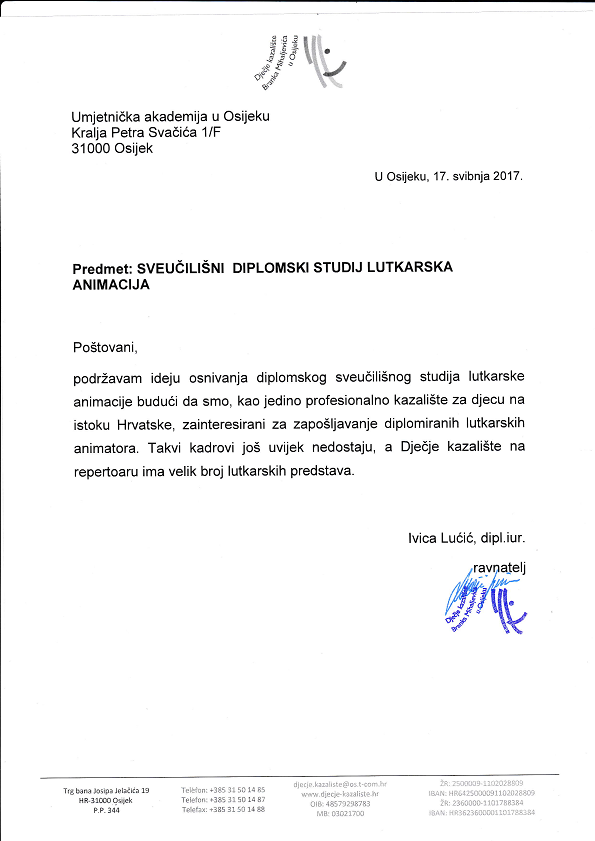 Dječje kazalište
Branka Mihaljevića
u Osijeku
Umjetnička akademija u Osijeku
Kralja Petra Svačića 1/F
31000 Osijek
U Osijeku, 17. svibnja 2017.
Predmet: SVEUČILIŠNI DIPLOMSKI STUDIJ LUTKARSKA
ANIMACIJA
Poštovani,
podržavam ideju osnivanja diplomskog sveučilišnog studija lutkarske
animacije budući da smo, kao jedino profesionalno kazalište za djecu na
istoku Hrvatske, zainteresirani za zapošljavanje diplomiranih lutkarskih
animatora. Takvi kadrovi još uvijek nedostaju, a Dječje kazalište na
repertoaru ima velik broj lutkarskih predstava.
Ivica Lučić, dipl.iur.
ravnatelj
Dječje kazalište
Branka Mihaljevića
u Osijeku
Trg bana Josipa Jelačića 19
HR-31000 Osijek
P.P. 344
Telefon: +385 31 50 14 85
Telefon: +385 31 50 14 87
Telefax: +385 31 50 14 88
djecje.kazaliste@os.t-com.hr
www.djecje-kazaliste.hr
OIB: 48579298783
MB: 03021700
ŽR: 2500009-1102028809
IBAN: HR6425000091102028809
ŽR: 2360000-1101788384
IBAN: HR3623600001101788384